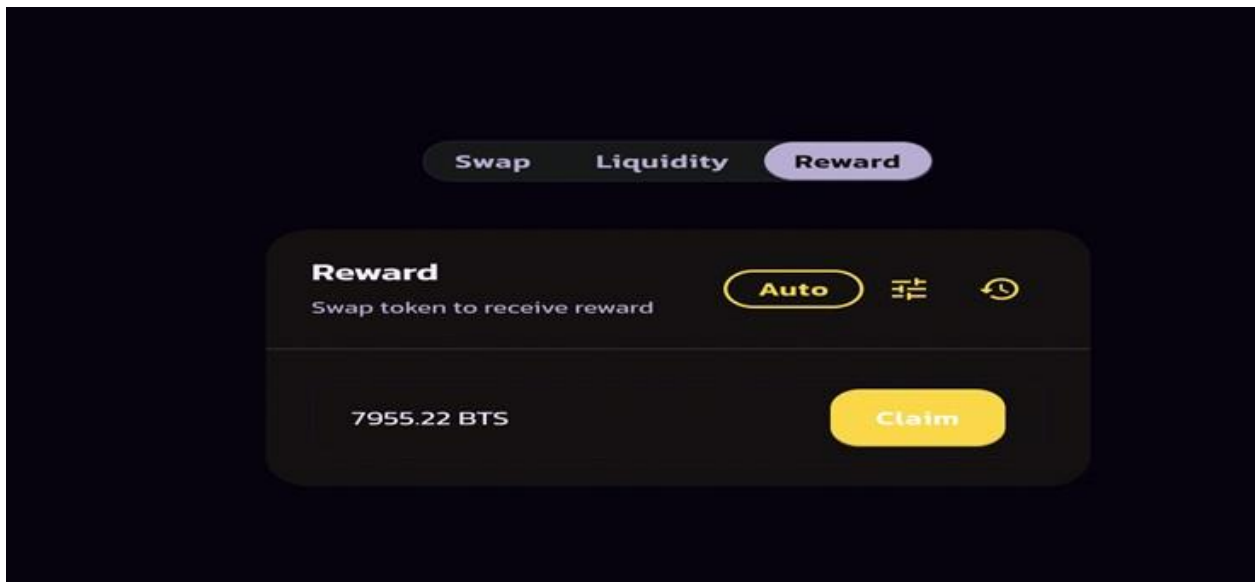 Swap Liquidity Reward
Reward
Auto
Swap token to receive reward
7955.22 BTS
Claim